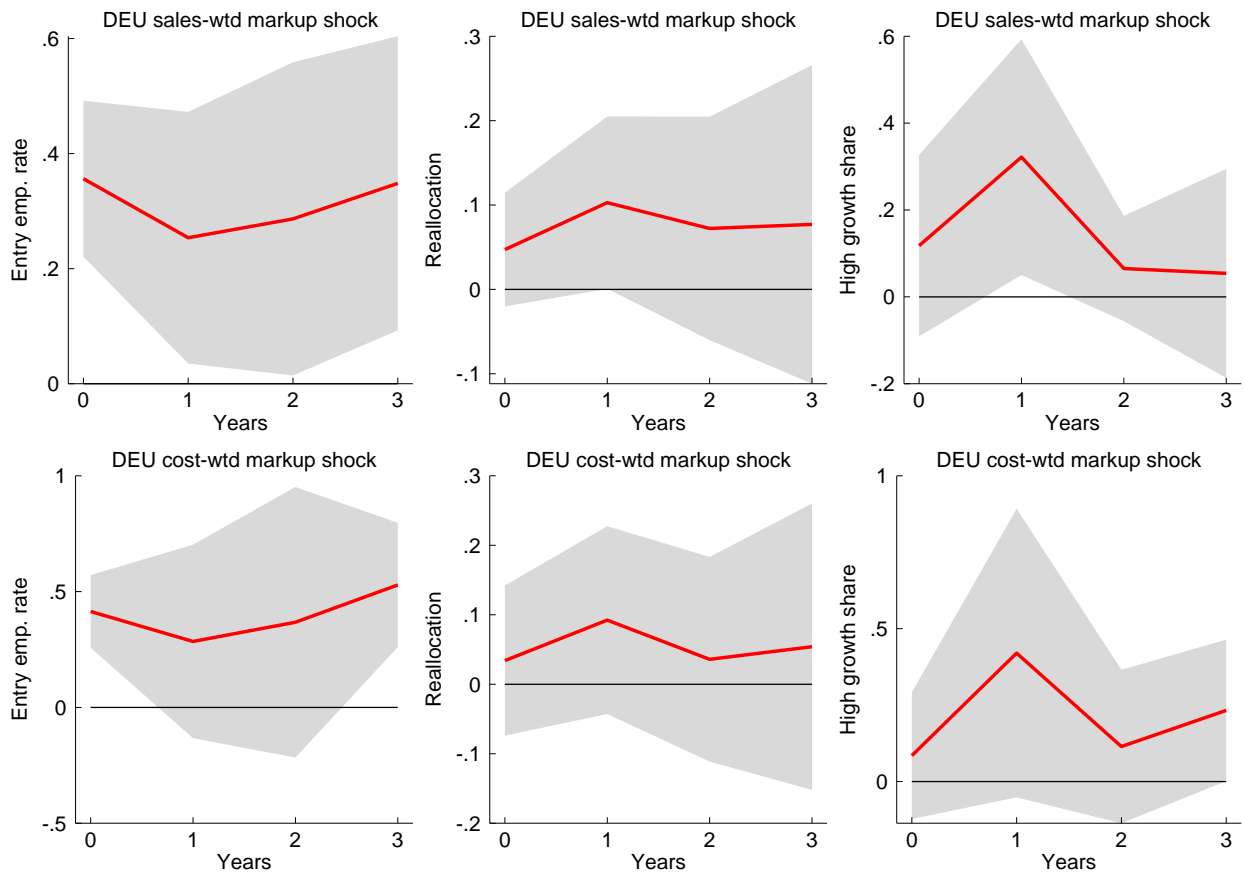 DEU sales-wtd markup shock
.6
.4
.2
0
Entry emp. rate
0 1 2 3
Years
DEU sales-wtd markup shock
.3
.2
.1
0
-.1
Reallocation
0 1 2 3
Years
DEU sales-wtd markup shock
.6
.4
.2
0
-.2
High growth share
0 1 2 3
Years
DEU cost-wtd markup shock
1
.5
0
-.5
Entry emp. rate
0 1 2 3
Years
DEU cost-wtd markup shock
.3
.2
.1
0
-.1
-.2
Reallocation
0 1 2 3
Years
DEU cost-wtd markup shock
1
.5
0
High growth share
0 1 2 3
Years